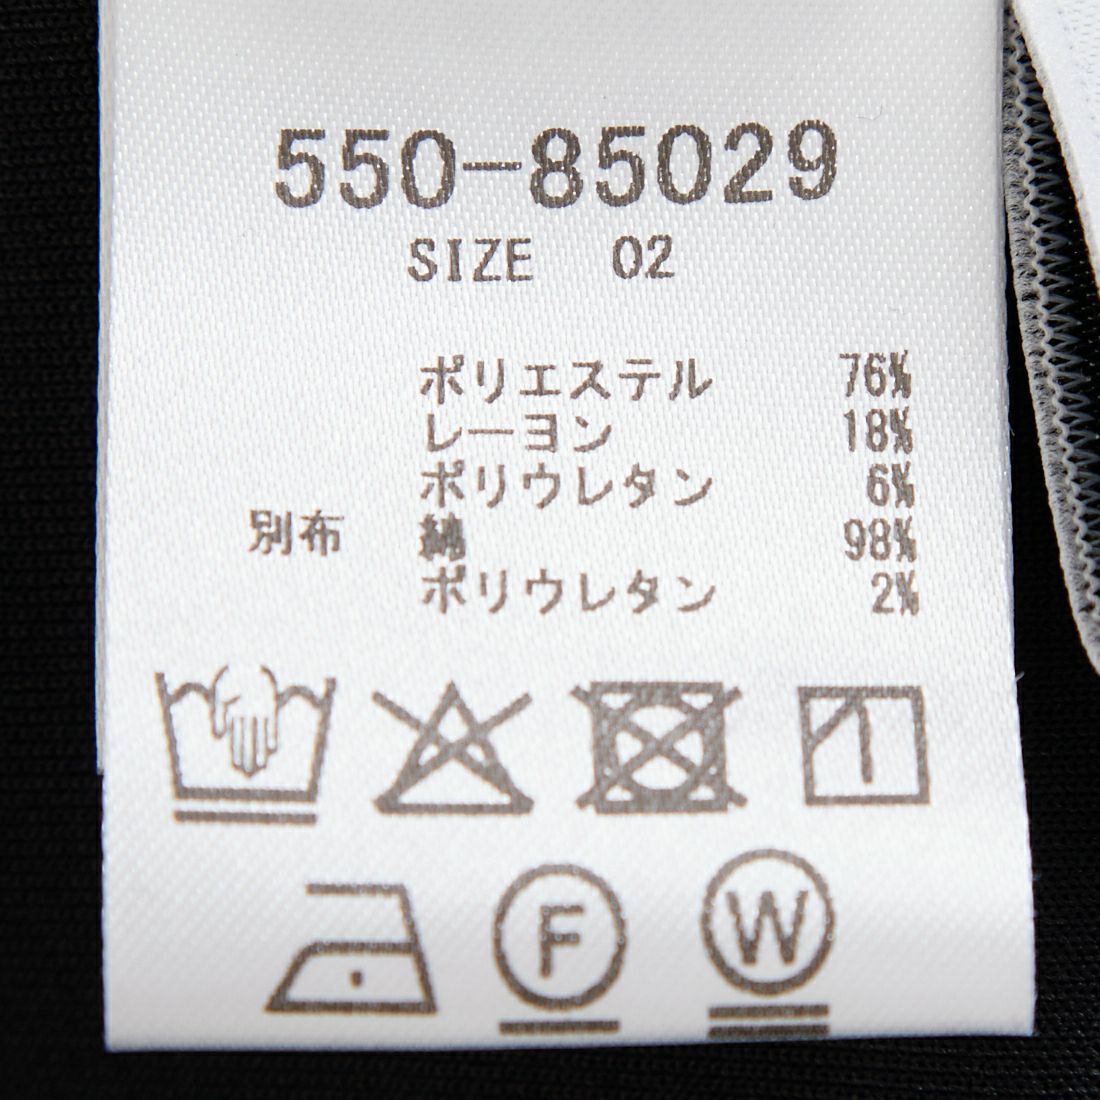 550-85029
SIZE 02
ポリエステル 76%
レーヨン 18%
ポリウレタン 6%
別布 綿 98%
ポリウレタン 2%
F W